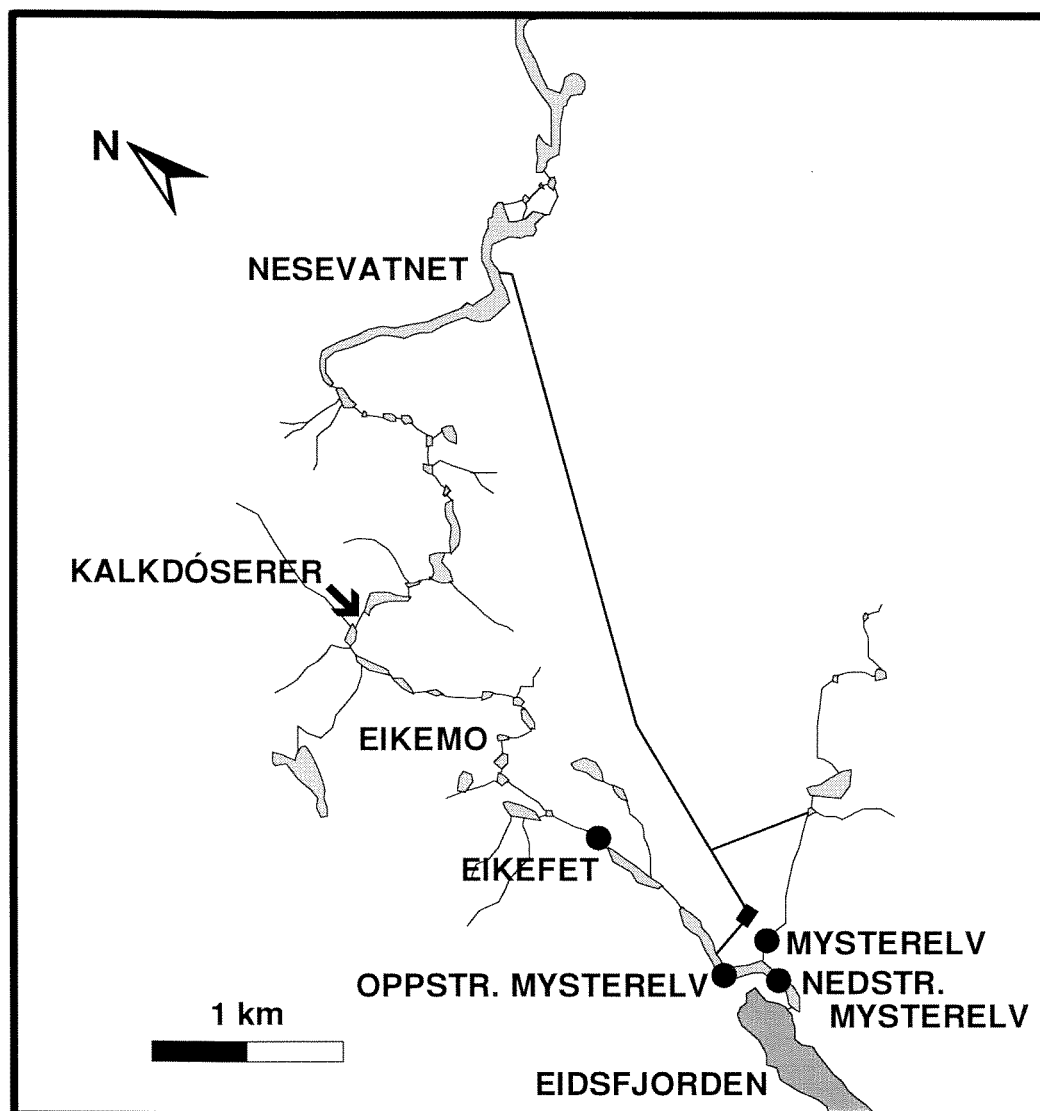 N
NESEVATNET
KALKDÓSERER
EIKEMO
EIKEFET
MYSTERELV
OPPSTR. MYSTERELV
NEDSTR.
MYSTERELV
1 km
EIDSFJORDEN